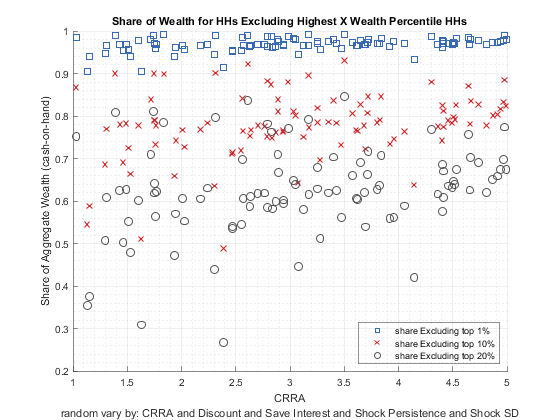 Share of Wealth for HHs Excluding Highest X Wealth Percentile HHs
Share of Aggregate Wealth (cash-on-hand)
1
0.9
0.8
0.7
0.6
0.5
0.4
0.3
0.2
share Excluding top 1%
share Excluding top 10%
share Excluding top 20%
1 1.5 2 2.5 3 3.5 4 4.5 5
CRRA
random vary by: CRRA and Discount and Save Interest and Shock Persistence and Shock SD